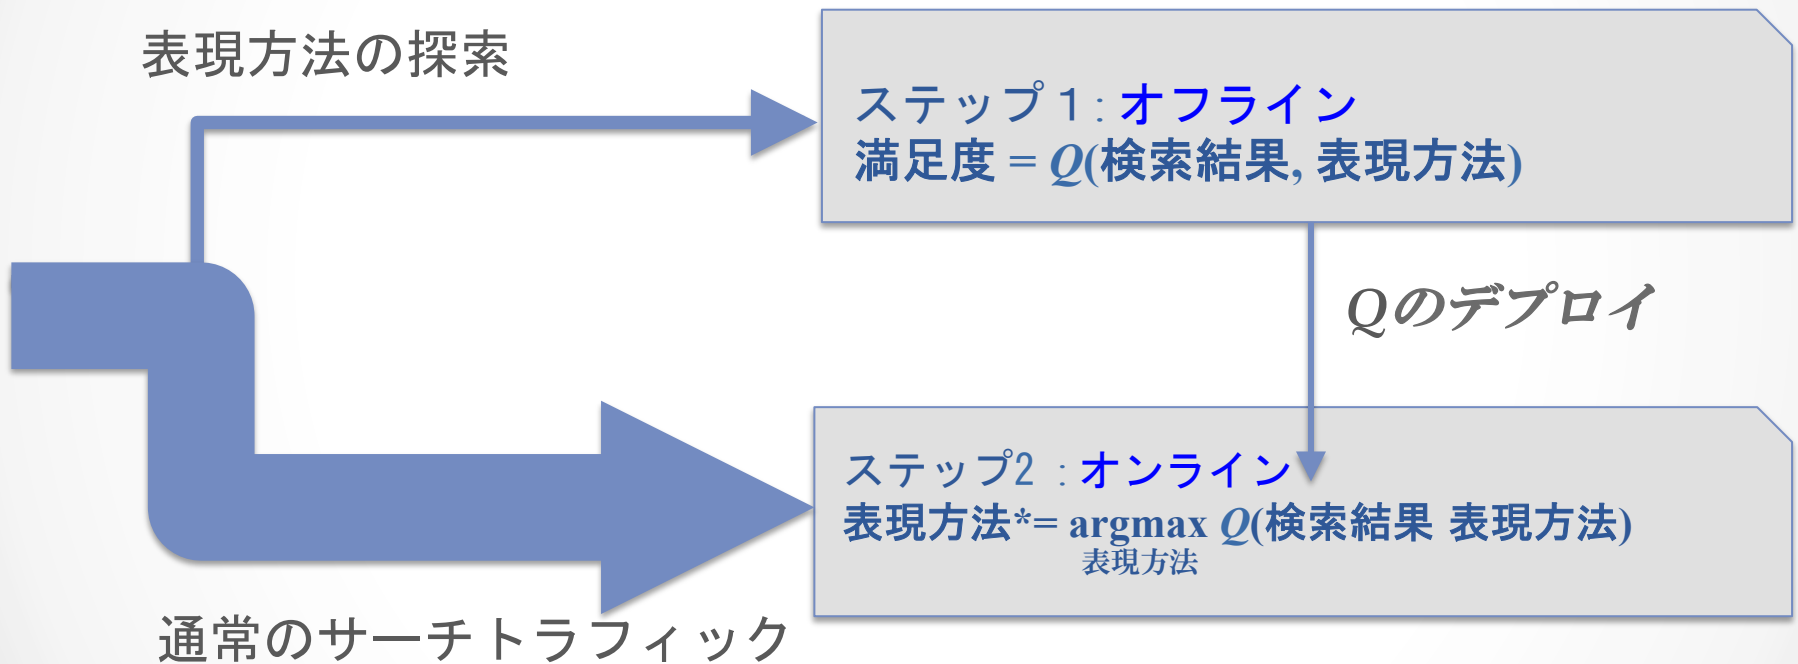 表現方法の探索
ステップ１: オフライン
満足度 = Q(検索結果, 表現方法)
Qのデプロイ
ステップ2 : オンライン
表現方法*= argmax Q(検索結果 表現方法)
表現方法
通常のサーチトラフィック